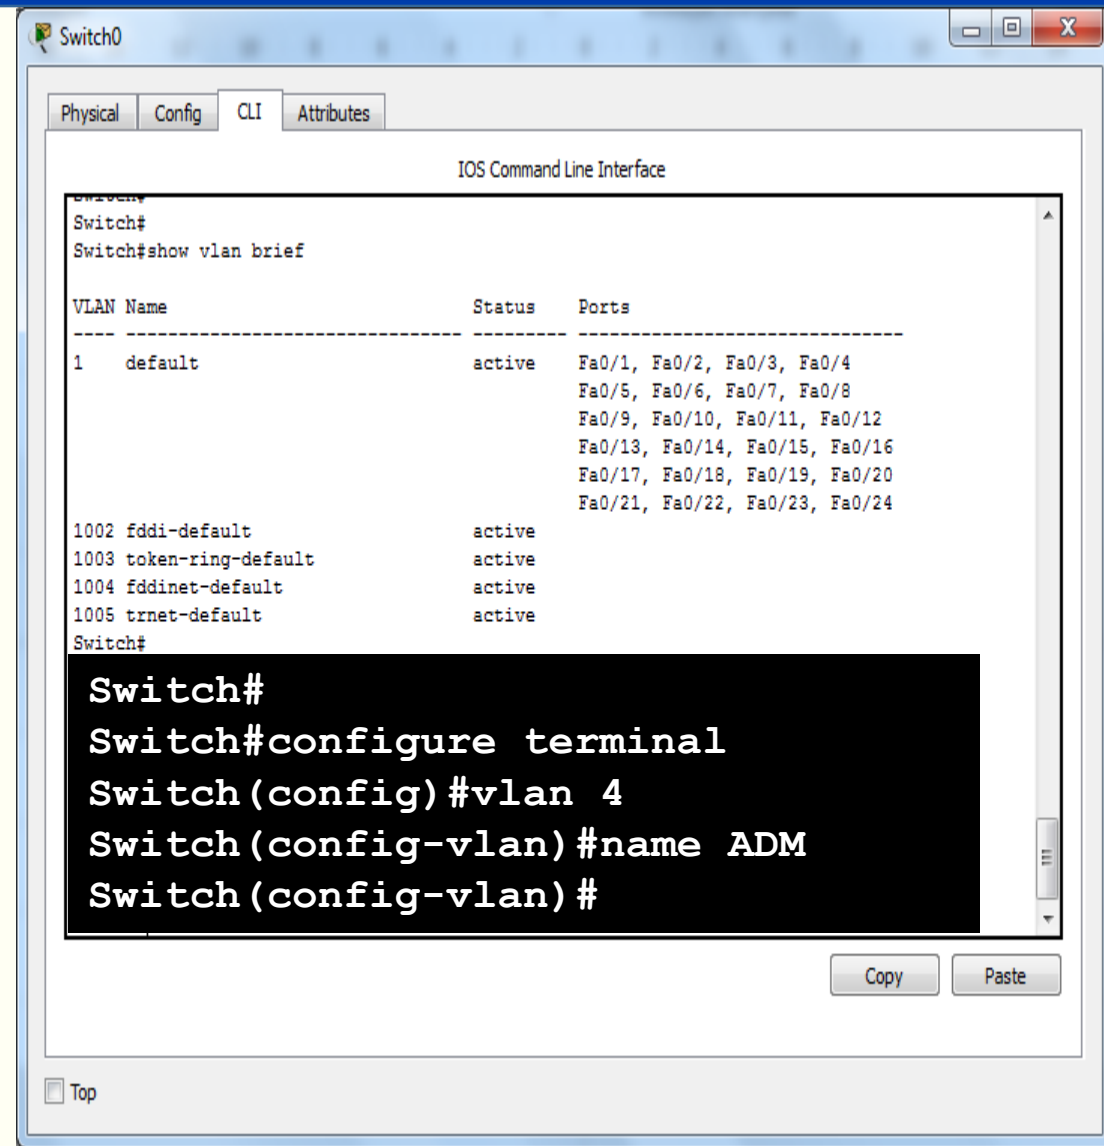 Switch0
Physical Config CLI Attributes
IOS Command Line Interface
Switch#
Switch#
Switch#show vlan brief
VLAN Name Status Ports
---- -------------------------------- --------- -------------------------------
1 default active Fa0/1, Fa0/2, Fa0/3, Fa0/4
Fa0/5, Fa0/6, Fa0/7, Fa0/8
Fa0/9, Fa0/10, Fa0/11, Fa0/12
Fa0/13, Fa0/14, Fa0/15, Fa0/16
Fa0/17, Fa0/18, Fa0/19, Fa0/20
Fa0/21, Fa0/22, Fa0/23, Fa0/24
1002 fddi-default active
1003 token-ring-default active
1004 fddinet-default active
1005 trnet-default active
Switch#
Switch#
Switch#configure terminal
Switch(config)#vlan 4
Switch(config-vlan)#name ADM
Switch(config-vlan)#
Copy Paste
Top